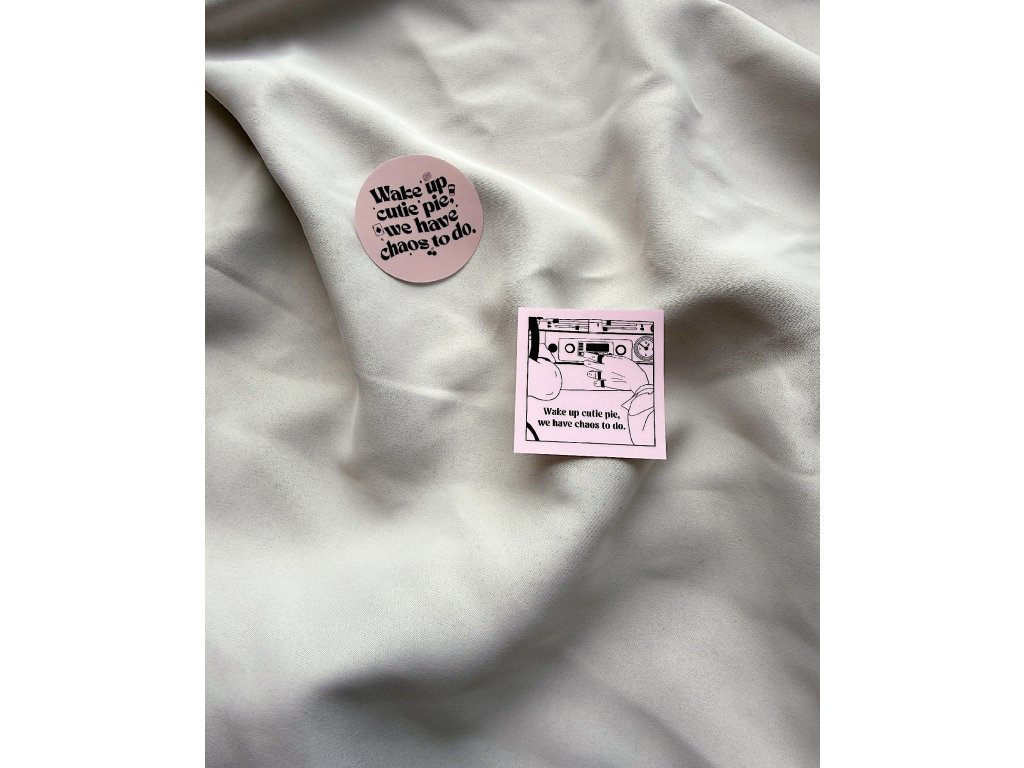 Wake up
cutie pie,
we have
chaos to do.
Wake up cutie pie,
we have chaos to do.